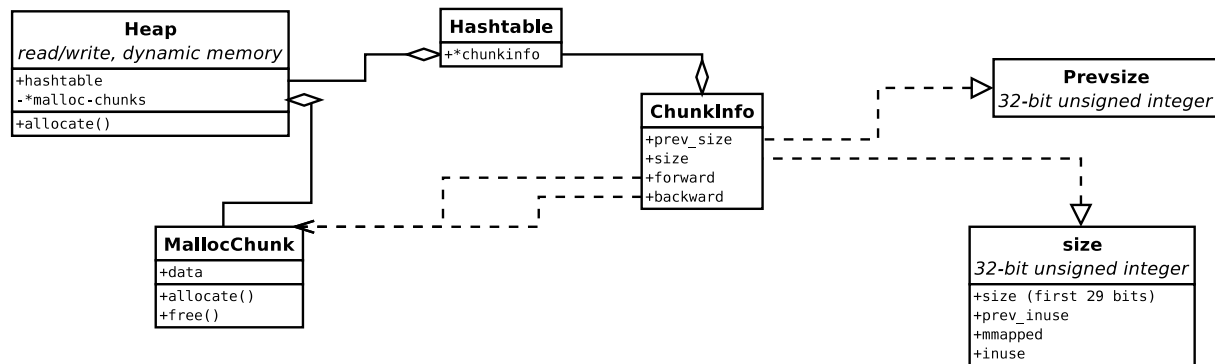 Heap
read/write, dynamic memory
+hashtable
-*malloc-chunks
+allocate()
Hashtable
+*chunkinfo
ChunkInfo
+prev_size
+size
+forward
+backward
Prevsize
32-bit unsigned integer
MallocChunk
+data
+allocate()
+free()
size
32-bit unsigned integer
+size (first 29 bits)
+prev_inuse
+mmapped
+inuse